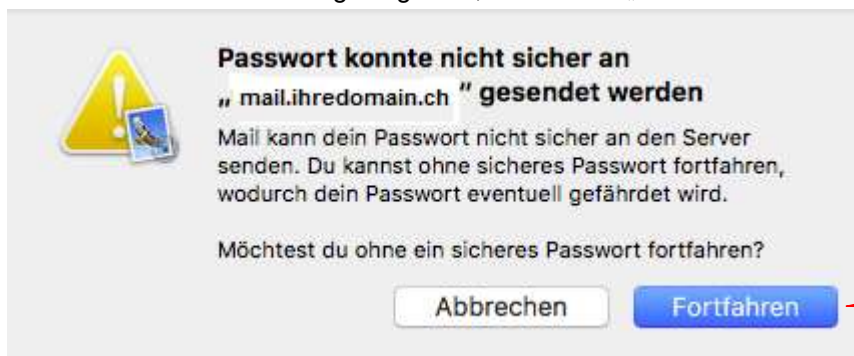 Passwort konnte nicht sicher an
„ mail.ihredomain.ch " gesendet werden
Mail kann dein Passwort nicht sicher an den Server
senden. Du kannst ohne sicheres Passwort fortfahren,
wodurch dein Passwort eventuell gefährdet wird.
Möchtest du ohne ein sicheres Passwort fortfahren?
Abbrechen
Fortfahren